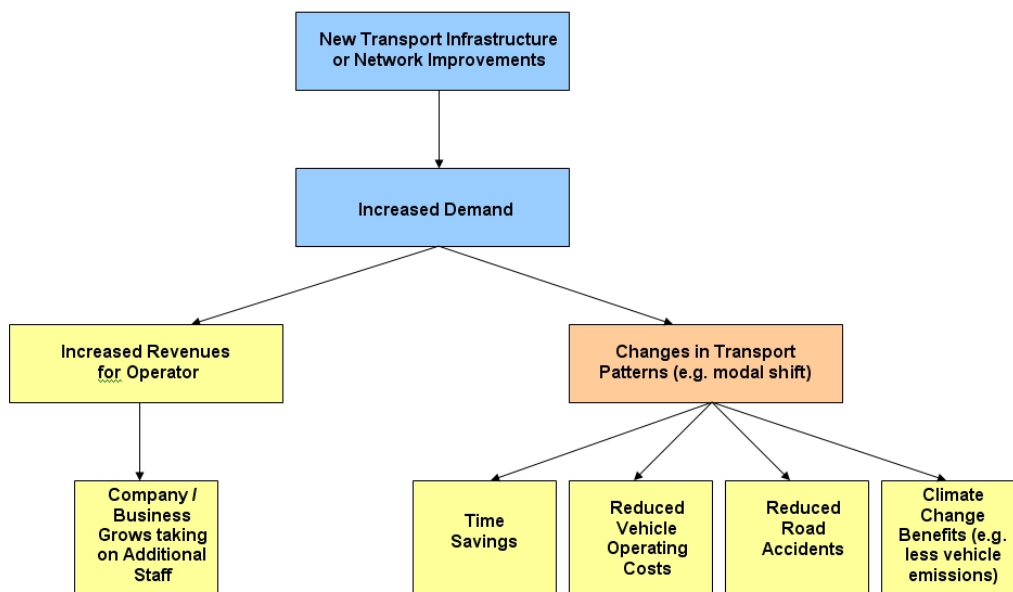 New Transport Infrastructure
or Network Improvements
Increased Demand
Increased Revenues
for Operator
Changes in Transport
Patterns (e.g. modal shift)
Company /
Business
Grows taking
on Additional
Staff
Time
Savings
Reduced
Vehicle
Operating
Costs
Reduced
Road
Accidents
Climate
Change
Benefits (e.g.
less vehicle
emissions)